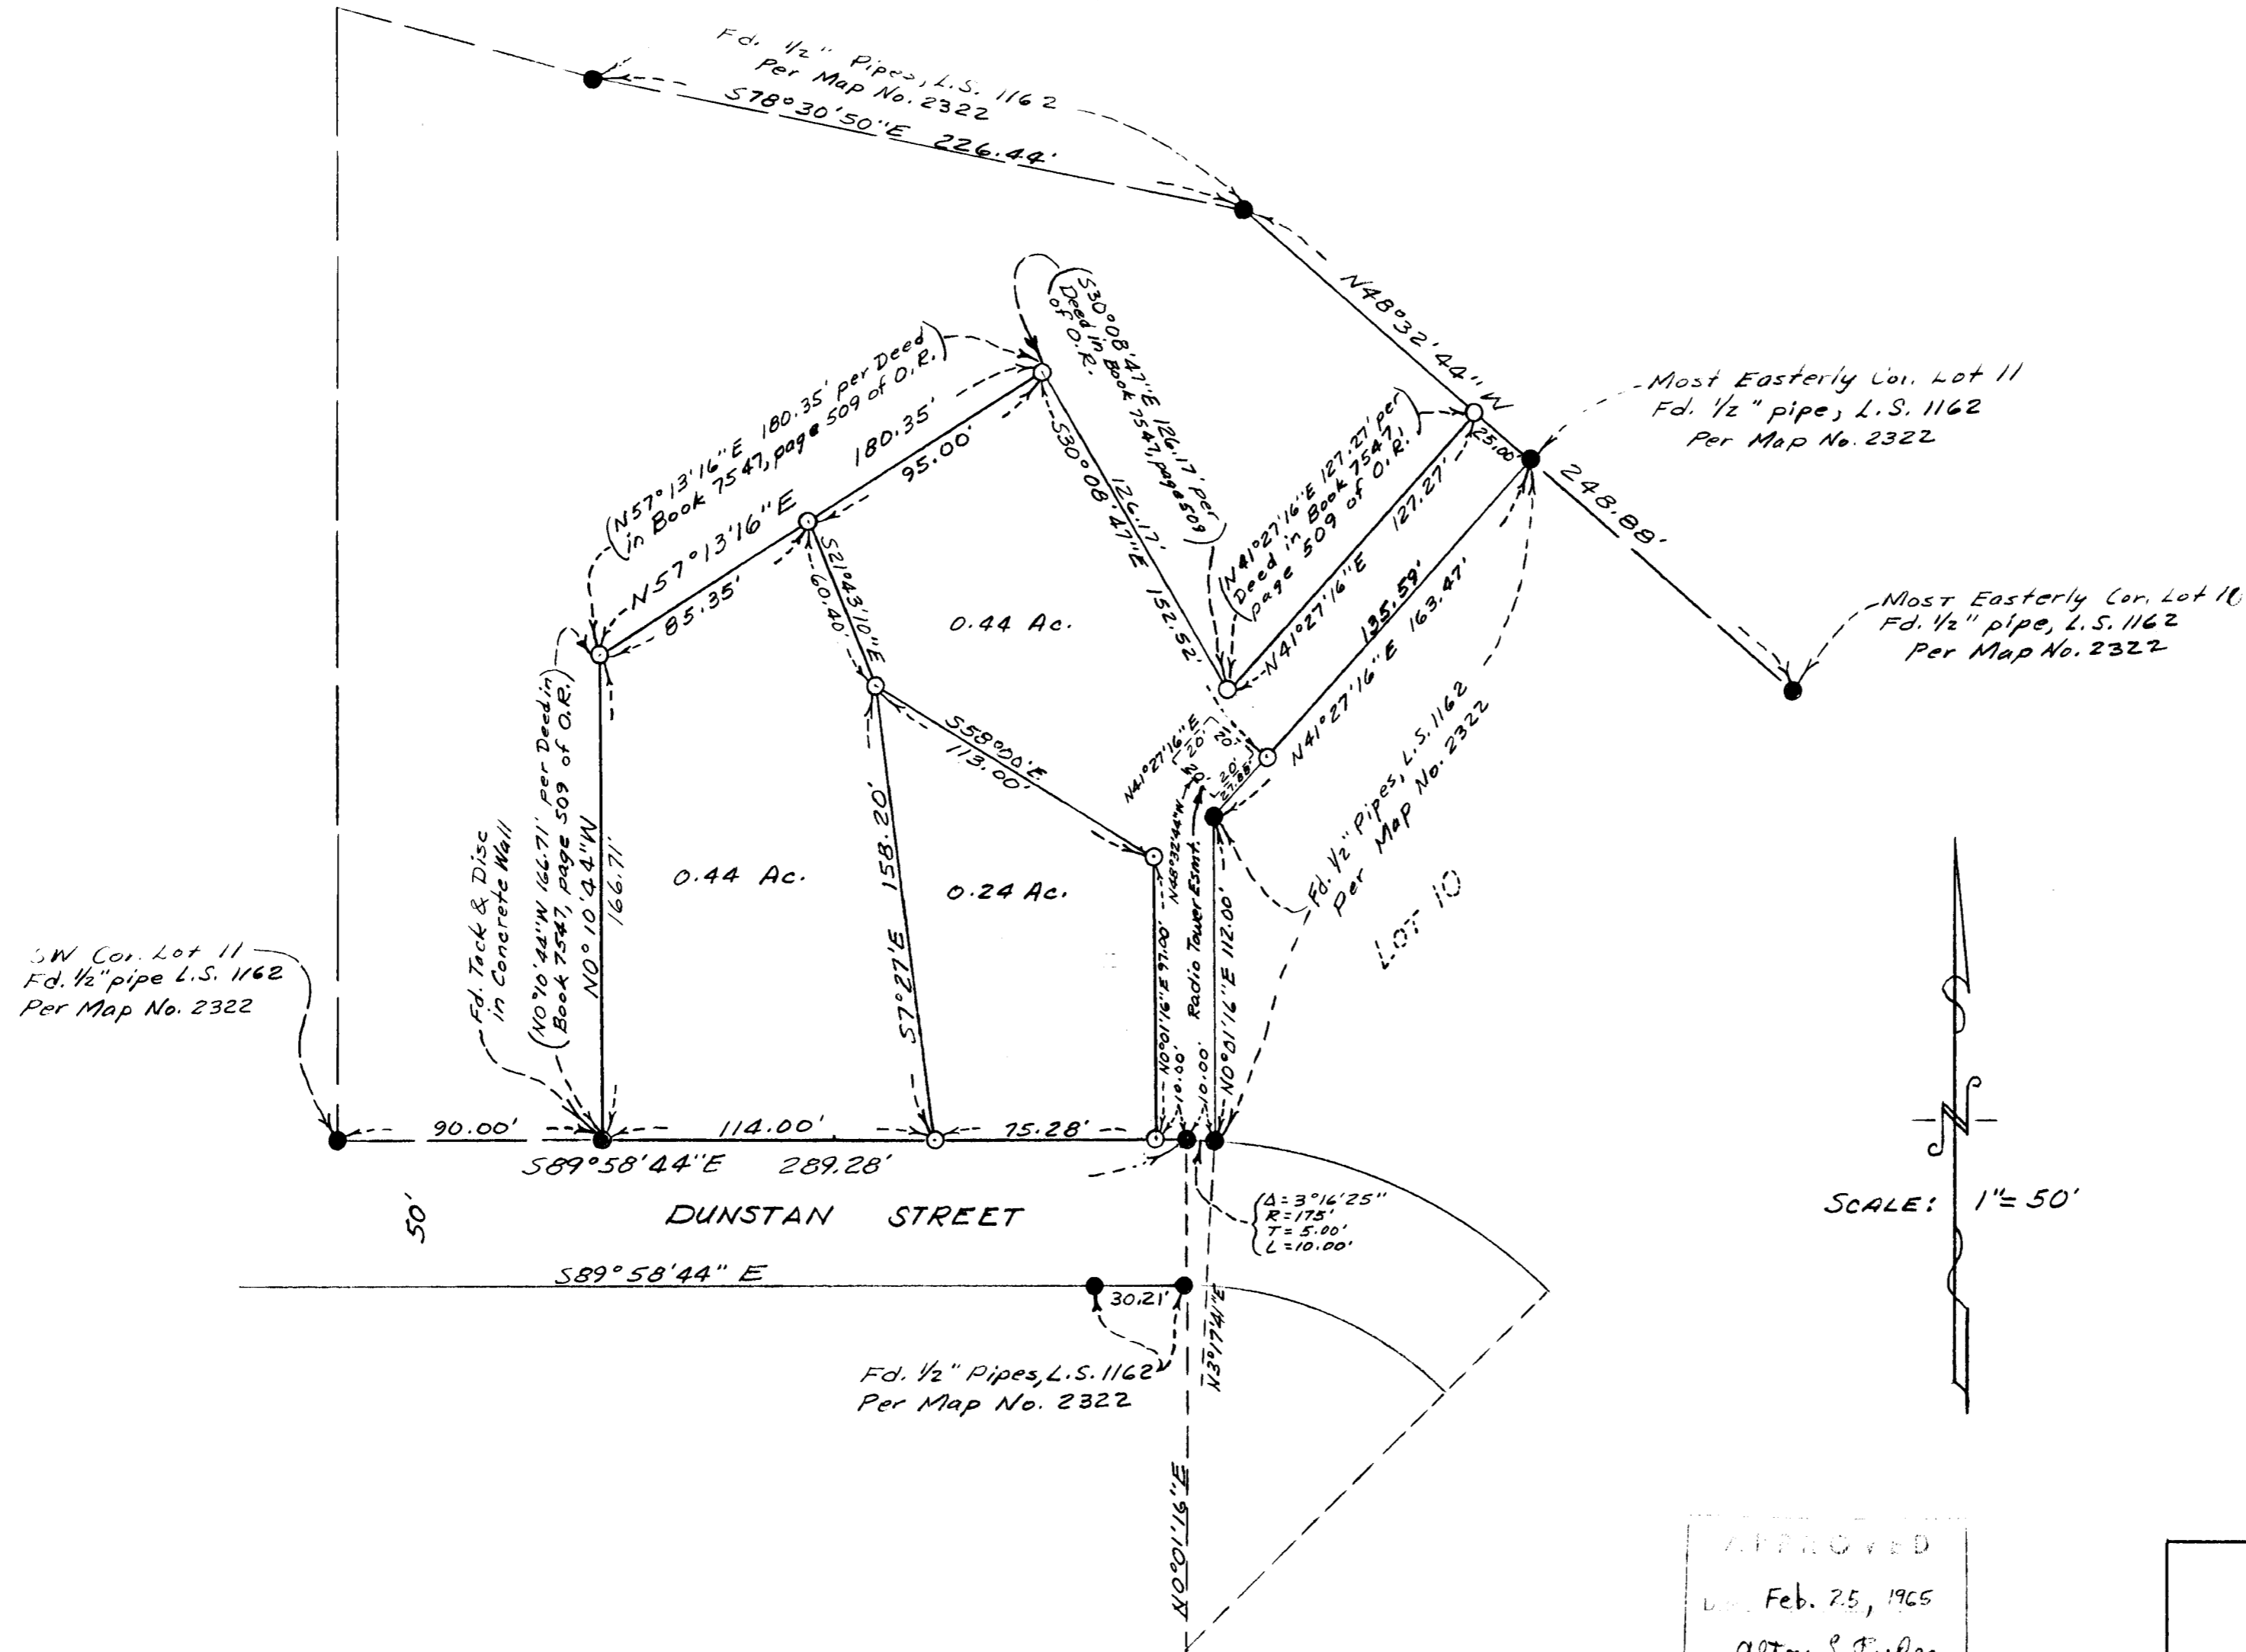 Fd. 1/2" Pipes, L.S. 1162
Per Map No. 2322
S78°30'50"E 226.44'
N48°32'44"W
248.88'
25.00'
Most Easterly Cor. Lot 11
Fd. 1/2" pipe, L.S. 1162
Per Map No. 2322
Most Easterly Cor. Lot 10
Fd. 1/2" pipe, L.S. 1162
Per Map No. 2322
(N57°13'16"E 180.35' per Deed
in Book 7547, page 509 of O.R.)
180.35'
N57°13'16"E
95.00'
85.35'
(S30°08'47"E 126.17' per
Deed in Book 7547, page 509
of O.R.)
126.17'
S30°08'47"E 152.52'
(N41°27'16"E 127.27' per
Deed in Book 7547,
page 509 of O.R.)
127.27'
N41°27'16"E
135.59'
N41°27'16"E 163.47'
S21°43'10"E
60.40'
0.44 Ac.
S58°00'E
113.00'
N41°27'16"E
20'
20'
20'
27.88'
N48°32'44"W
Radio Tower Esmt.
Fd. 1/2" Pipes, L.S. 1162
Per Map No. 2322
LOT 10
(N0°10'44"W 166.71' per Deed in
Book 7547, page 509 of O.R.)
N0°10'44"W
166.71'
Fd. Tack & Disc
in Concrete Wall
0.44 Ac.
S7°27'E 158.20'
0.24 Ac.
N0°01'16"E 97.00'
N0°01'16"E 112.00'
10.00'
10.00'
SW Cor. Lot 11
Fd. 1/2" pipe L.S. 1162
Per Map No. 2322
90.00'
114.00'
75.28'
S89°58'44"E 289.28'
50'
DUNSTAN STREET
Δ=3°16'25"
R=175'
T=5.00'
L=10.00'
SCALE: 1"=50'
S89°58'44"E
30.21'
N3°17'41"E
Fd. 1/2" Pipes, L.S. 1162
Per Map No. 2322
N0°01'16"E
APPROVED
Feb. 25, 1965